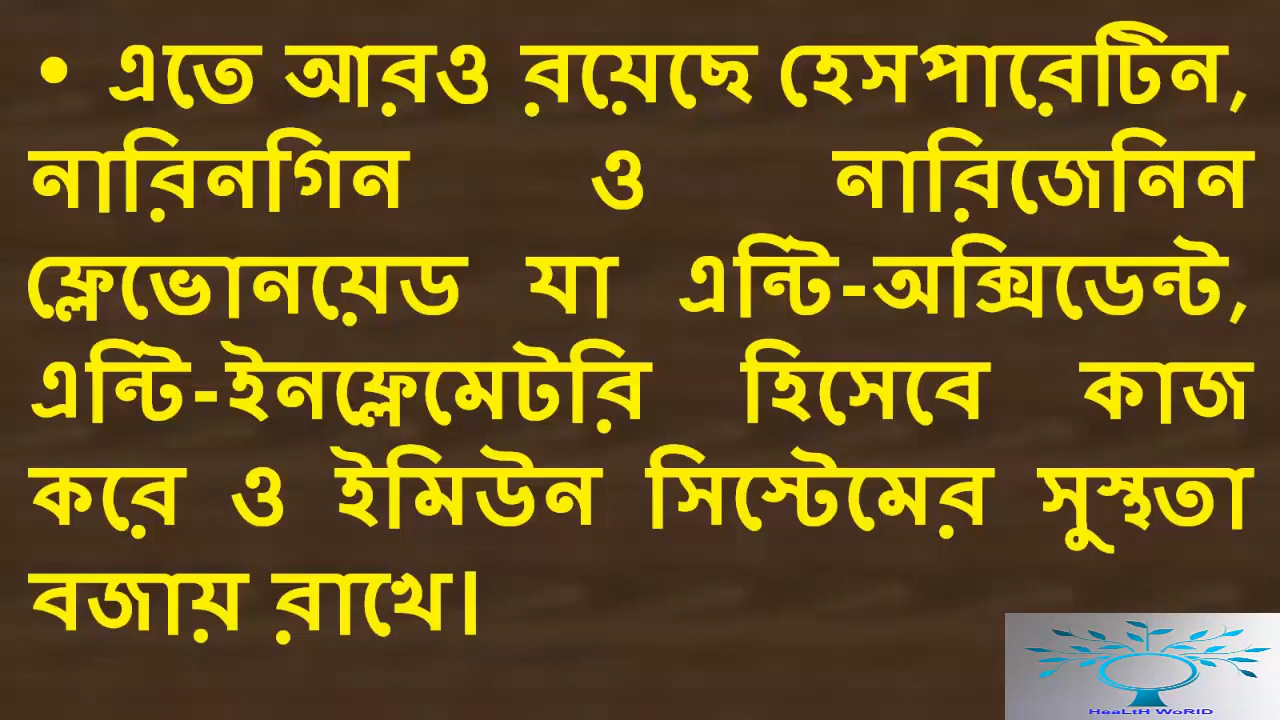 • এতে আরও রয়েছে হেসপারেটিন,
নারিনগিন ও নারিজেনিন
ফ্লেভোনয়েড যা এন্টি-অক্সিডেন্ট,
এন্টি-ইনফ্লেমেটরি হিসেবে কাজ
করে ও ইমিউন সিস্টেমের সুস্থতা
বজায় রাখে।
HeaLtH WoRlD